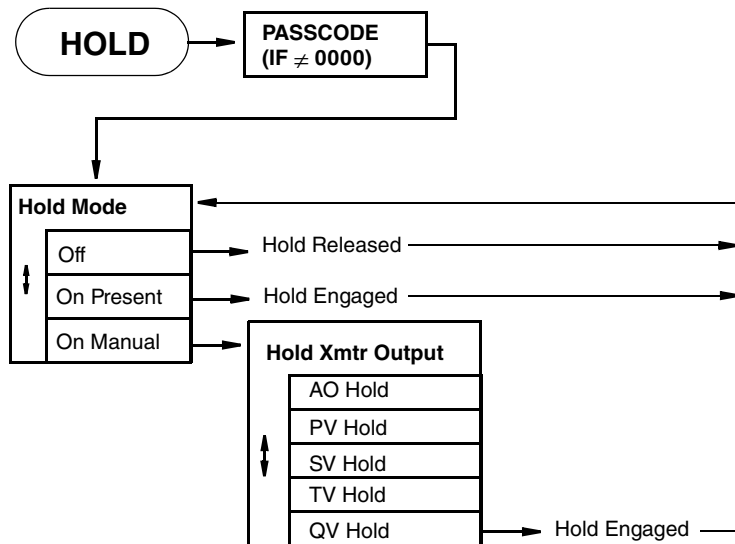 HOLD
PASSCODE
(IF ≠ 0000)
Hold Mode
Off
Hold Released
On Present
Hold Engaged
On Manual
Hold Xmtr Output
AO Hold
PV Hold
SV Hold
TV Hold
QV Hold
Hold Engaged